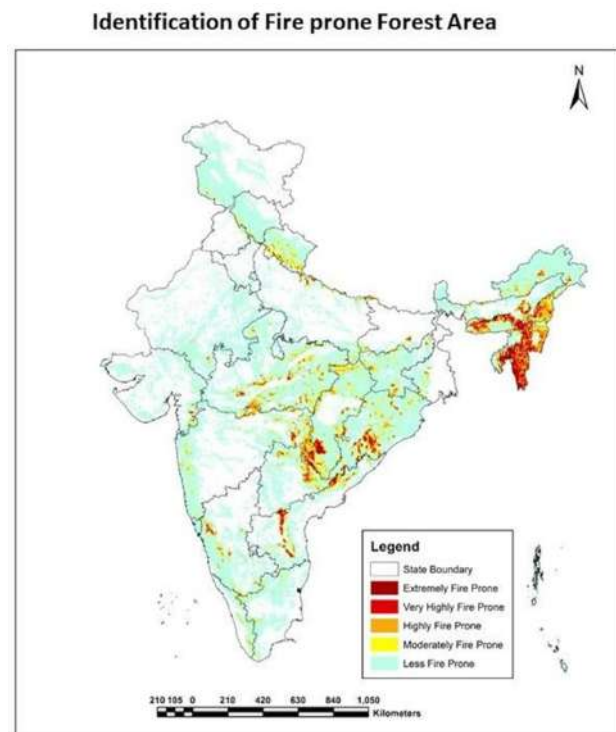 Identification of Fire prone Forest Area
N
Legend
State Boundary
Extremely Fire Prone
Very Highly Fire Prone
Highly Fire Prone
Moderately Fire Prone
Less Fire Prone
210 105 0 210 420 630 840 1,050
Kilometers